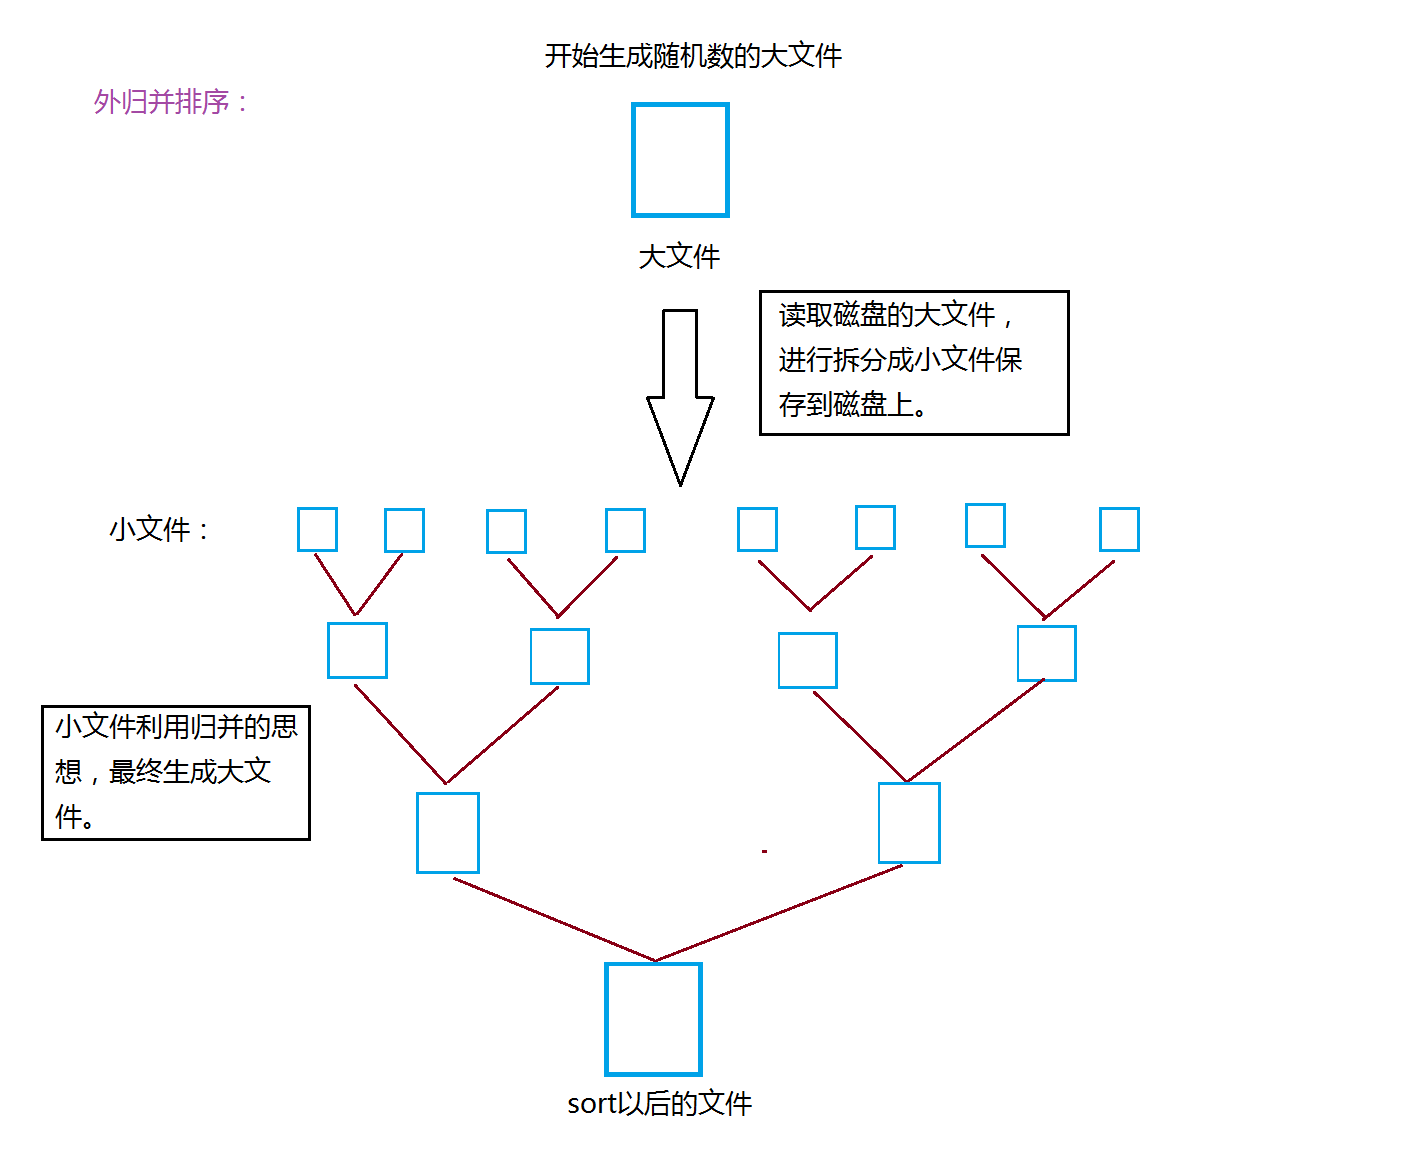 开始生成随机数的大文件
外归并排序：
大文件
读取磁盘的大文件，
进行拆分成小文件保
存到磁盘上。
小文件：
小文件利用归并的思
想，最终生成大文
件。
sort以后的文件